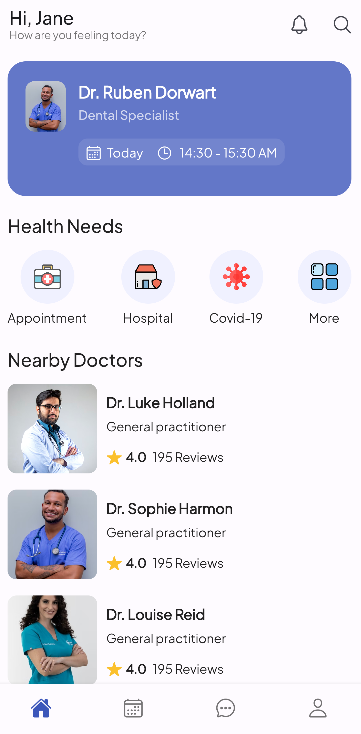 Hi, Jane
How are you feeling today?
Dr. Ruben Dorwart
Dental Specialist
Today 14:30 - 15:30 AM
Health Needs
Appointment Hospital Covid-19 More
Nearby Doctors
Dr. Luke Holland
General practitioner
4.0 195 Reviews
Dr. Sophie Harmon
General practitioner
4.0 195 Reviews
Dr. Louise Reid
General practitioner
4.0 195 Reviews